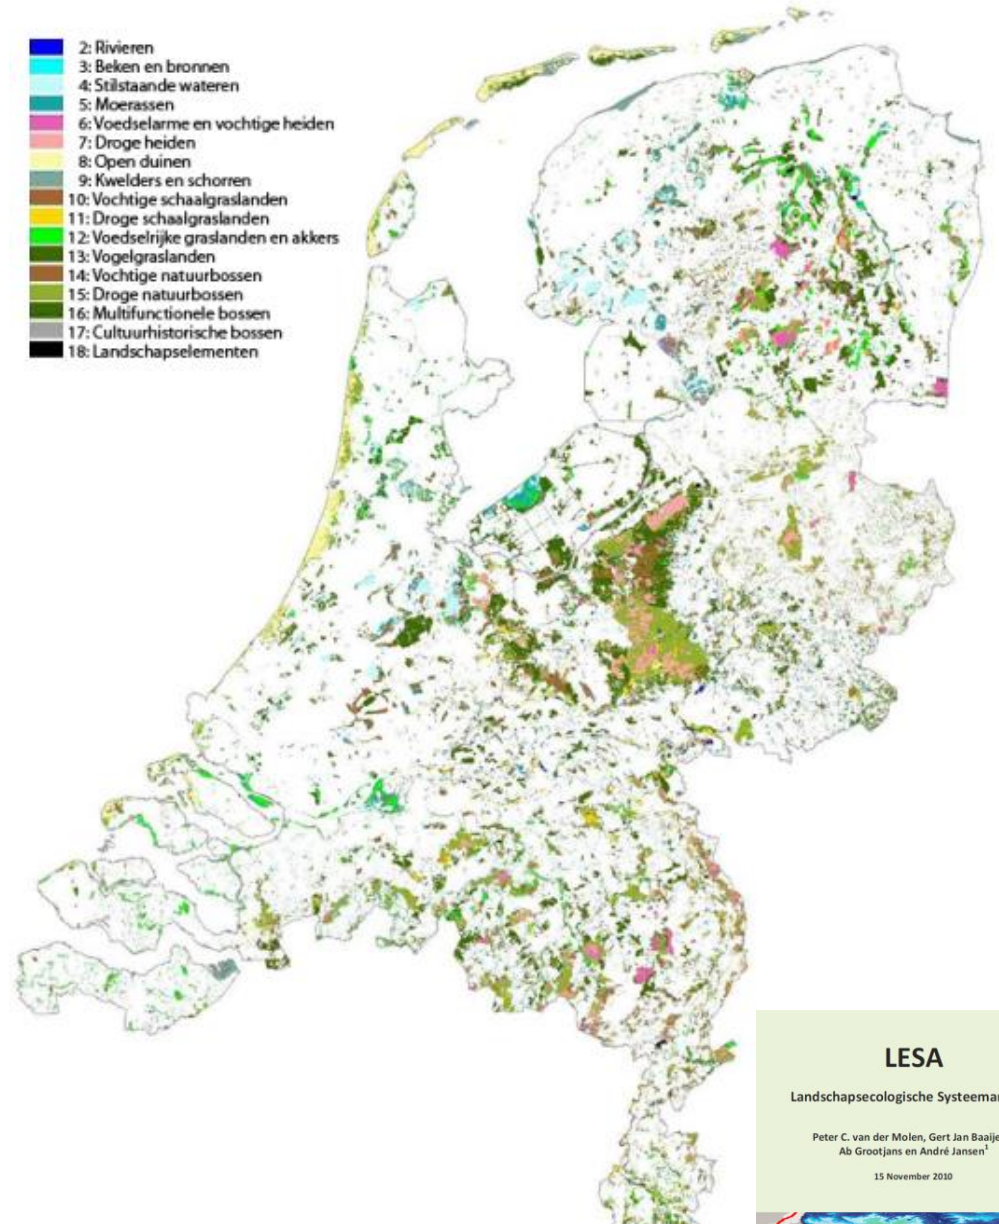 2: Rivieren
3: Beken en bronnen
4: Stilstaande wateren
5: Moerassen
6: Voedselarme en vochtige heiden
7: Droge heiden
8: Open duinen
9: Kwelders en schorren
10: Vochtige schaalgraslanden
11: Droge schaalgraslanden
12: Voedselrijke graslanden en akkers
13: Vogelgraslanden
14: Vochtige natuurbossen
15: Droge natuurbossen
16: Multifunctionele bossen
17: Cultuurhistorische bossen
18: Landschapselementen
LESA
Landschapsecologische
Peter C. van der Molen, Gert Jan
Ab Grootjans en André Jansen¹
15 November 2010